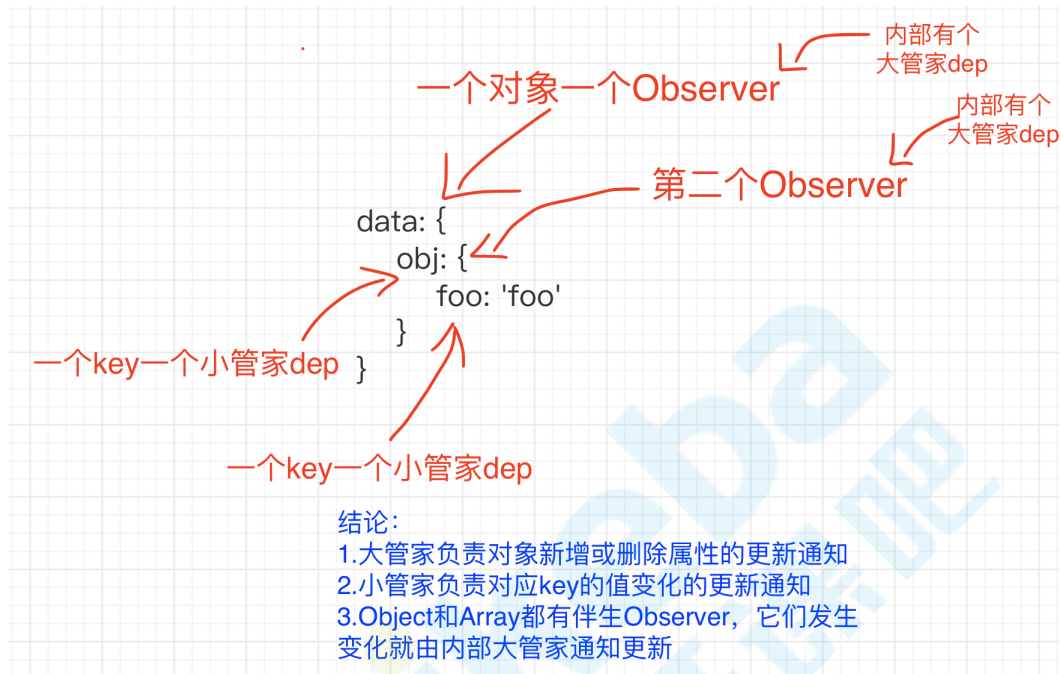 内部有个
大管家dep
一个对象一个Observer
内部有个
大管家dep
第二个Observer
data: {
obj: {
foo: 'foo'
}
一个key一个小管家dep
}
一个key一个小管家dep
结论：
1.大管家负责对象新增或删除属性的更新通知
2.小管家负责对应key的值变化的更新通知
3.Object和Array都有伴生Observer，它们发生
变化就由内部大管家通知更新